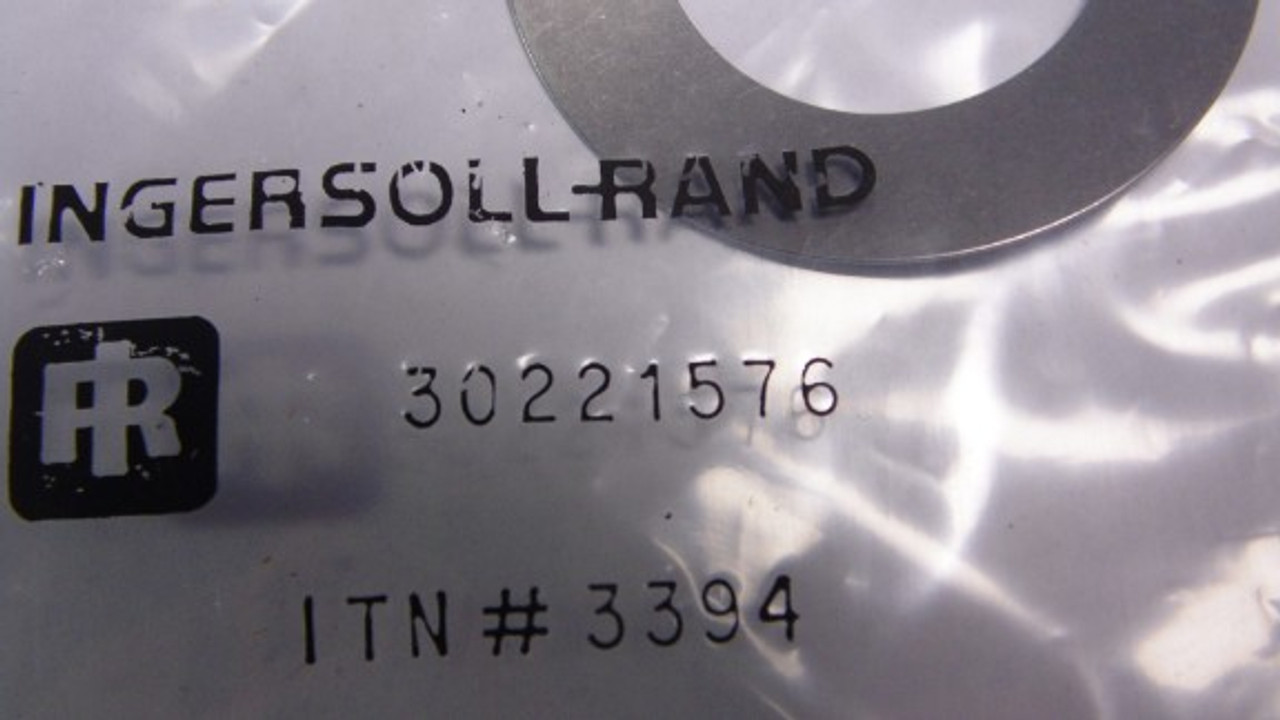 INGERSOLL-RAND
IR
30221576
ITN # 3394